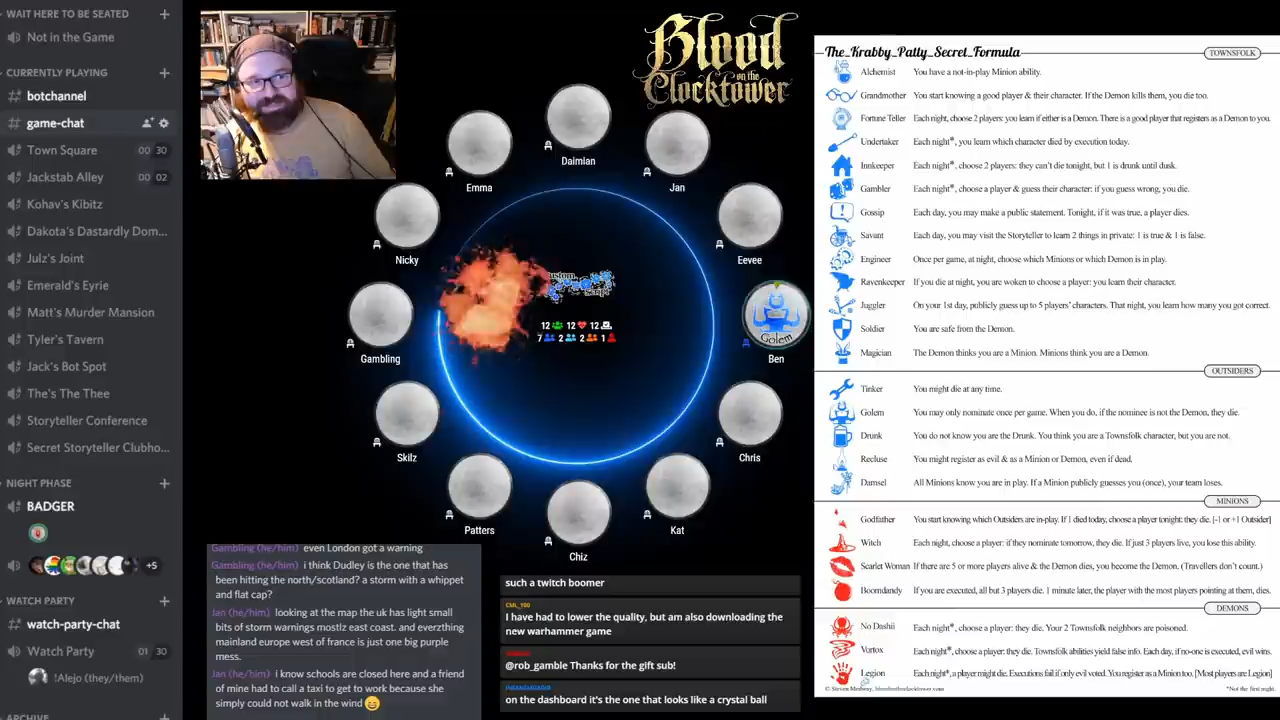 WAIT HERE TO BE SEATED
Not in the Game
CURRENTLY PLAYING
botchannel
game-chat
Town Square 00 30
Jackstab Alley 00 02
Kohav's Kibitz
Dakota's Dastardly Dom...
Julz's Joint
Emerald's Eyrie
Matt's Murder Mansion
Tyler's Tavern
Jack's Bot Spot
The's The Thee
Storyteller Conference
Secret Storyteller Clubho...
NIGHT PHASE
BADGER
+5
WATCH PARTY
watch-party-chat
Watch Party 01 30
!Alejo (they/them)
Blood
on the
Clocktower
Daimian
Emma
Jan
Nicky
Eevee
Gambling
Golem
Ben
Skilz
Chris
Patters
Kat
Chiz
Custom
Script
12 12 12
7 2 2 1
Gambling (he/him) even London got a warning
Gambling (he/him) i think Dudley is the one that has
been hitting the north/scotland? a storm with a whippet
and flat cap?
Jan (he/him) looking at the map the uk has light small
bits of storm warnings mostlz east coast. and everzthing
mainland europe west of france is just one big purple
mess.
Jan (he/him) i know schools are closed here and a friend
of mine had to call a taxi to get to work because she
simply could not walk in the wind
such a twitch boomer
CML_100
I have had to lower the quality, but am also downloading the
new warhammer game
@rob_gamble Thanks for the gift sub!
on the dashboard it's the one that looks like a crystal ball
The_Krabby_Patty_Secret_Formula
TOWNSFOLK
Alchemist You have a not-in-play Minion ability.
Grandmother You start knowing a good player & their character. If the Demon kills them, you die too.
Fortune Teller Each night, choose 2 players: you learn if either is a Demon. There is a good player that registers as a Demon to you.
Undertaker Each night*, you learn which character died by execution today.
Innkeeper Each night*, choose 2 players: they can't die tonight, but 1 is drunk until dusk.
Gambler Each night*, choose a player & guess their character: if you guess wrong, you die.
Gossip Each day, you may make a public statement. Tonight, if it was true, a player dies.
Savant Each day, you may visit the Storyteller to learn 2 things in private: 1 is true & 1 is false.
Engineer Once per game, at night, choose which Minions or which Demon is in play.
Ravenkeeper If you die at night, you are woken to choose a player: you learn their character.
Juggler On your 1st day, publicly guess up to 5 players' characters. That night, you learn how many you got correct.
Soldier You are safe from the Demon.
Magician The Demon thinks you are a Minion. Minions think you are a Demon.
OUTSIDERS
Tinker You might die at any time.
Golem You may only nominate once per game. When you do, if the nominee is not the Demon, they die.
Drunk You do not know you are the Drunk. You think you are a Townsfolk character, but you are not.
Recluse You might register as evil & as a Minion or Demon, even if dead.
Damsel All Minions know you are in play. If a Minion publicly guesses you (once), your team loses.
MINIONS
Godfather You start knowing which Outsiders are in-play. If 1 died today, choose a player tonight: they die. [-1 or +1 Outsider]
Witch Each night, choose a player: if they nominate tomorrow, they die. If just 3 players live, you lose this ability.
Scarlet Woman If there are 5 or more players alive & the Demon dies, you become the Demon. (Travellers don't count.)
Boomdandy If you are executed, all but 3 players die. 1 minute later, the player with the most players pointing at them, dies.
DEMONS
No Dashii Each night*, choose a player: they die. Your 2 Townsfolk neighbors are poisoned.
Vortox Each night*, choose a player: they die. Townsfolk abilities yield false info. Each day, if no-one is executed, evil wins.
Legion Each night*, a player might die. Executions fail if only evil voted. You register as a Minion too. [Most players are Legion]
© Steven Medway, bloodontheclocktower.com
*Not the first night.